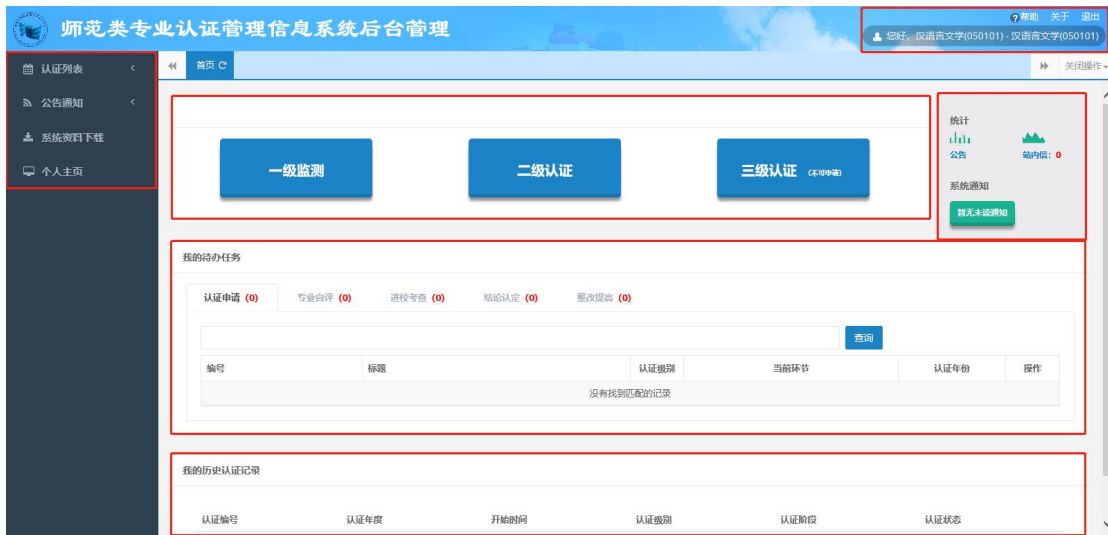 师范类专业认证管理信息系统后台管理
帮助 关于 退出
您好, 汉语言文学(050101) - 汉语言文学(050101)
认证列表
公告通知
系统资料下载
个人主页
首页
关闭操作
一级监测
二级认证
三级认证 (不可申请)
统计
公告
站内信: 0
系统通知
暂无未读通知
我的待办任务
认证申请 (0) 专业自评 (0) 进校考查 (0) 结论认定 (0) 整改提高 (0)
查询
编号 标题 认证级别 当前环节 认证年份 操作
没有找到匹配的记录
我的历史认证记录
认证编号 认证年度 开始时间 认证级别 认证阶段 认证状态